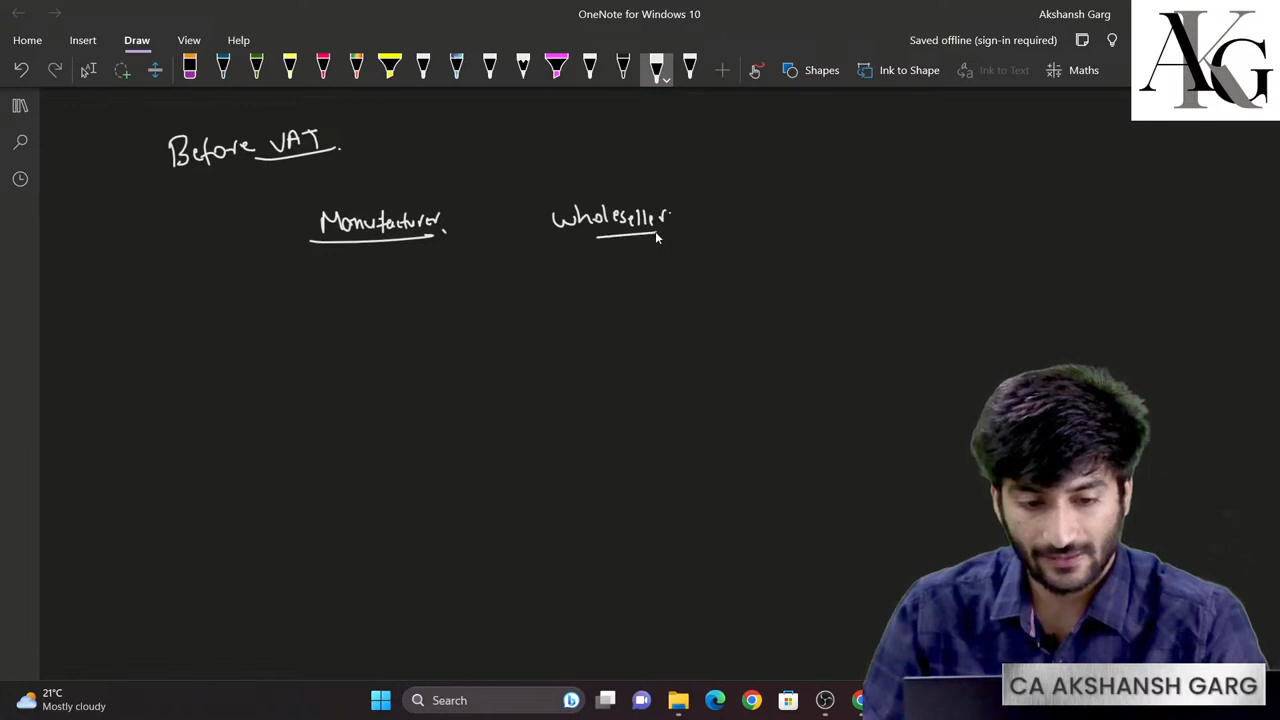 OneNote for Windows 10
Akshansh Garg
Home Insert Draw View Help
Saved offline (sign-in required)
Shapes Ink to Shape Ink to Text Maths
AKG
Before VAT.
Manufacturer. Wholeseller.
CA AKSHANSH GARG
21°C
Mostly cloudy
Search